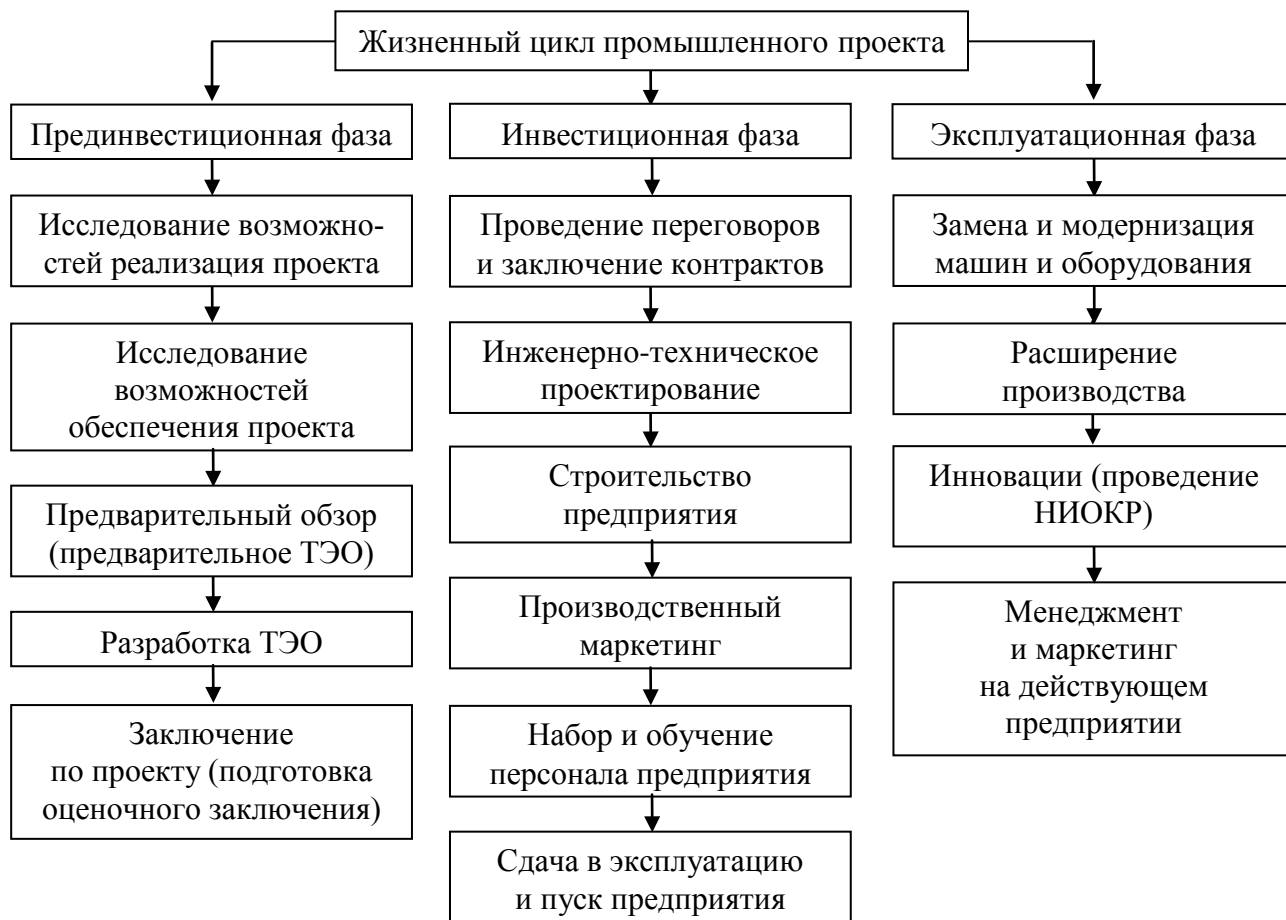 Жизненный цикл промышленного проекта
Прединвестиционная фаза
Исследование возможно-
стей реализация проекта
Исследование
возможностей
обеспечения проекта
Предварительный обзор
(предварительное ТЭО)
Разработка ТЭО
Заключение
по проекту (подготовка
оценочного заключения)
Инвестиционная фаза
Проведение переговоров
и заключение контрактов
Инженерно-техническое
проектирование
Строительство
предприятия
Производственный
маркетинг
Набор и обучение
персонала предприятия
Сдача в эксплуатацию
и пуск предприятия
Эксплуатационная фаза
Замена и модернизация
машин и оборудования
Расширение
производства
Инновации (проведение
НИОКР)
Менеджмент
и маркетинг
на действующем
предприятии